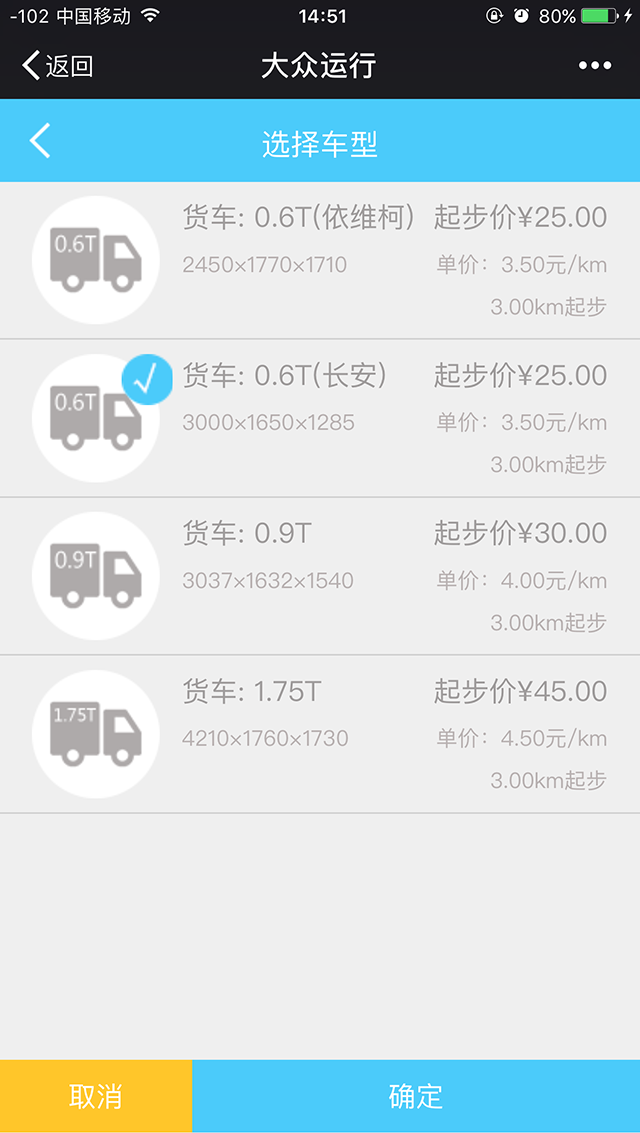 -102 中国移动 14:51 80%
返回 大众运行
选择车型
0.6T 货车: 0.6T(依维柯) 起步价¥25.00
2450×1770×1710 单价: 3.50元/km
3.00km起步
0.6T 货车: 0.6T(长安) 起步价¥25.00
3000×1650×1285 单价: 3.50元/km
3.00km起步
0.9T 货车: 0.9T 起步价¥30.00
3037×1632×1540 单价: 4.00元/km
3.00km起步
1.75T 货车: 1.75T 起步价¥45.00
4210×1760×1730 单价: 4.50元/km
3.00km起步
取消 确定